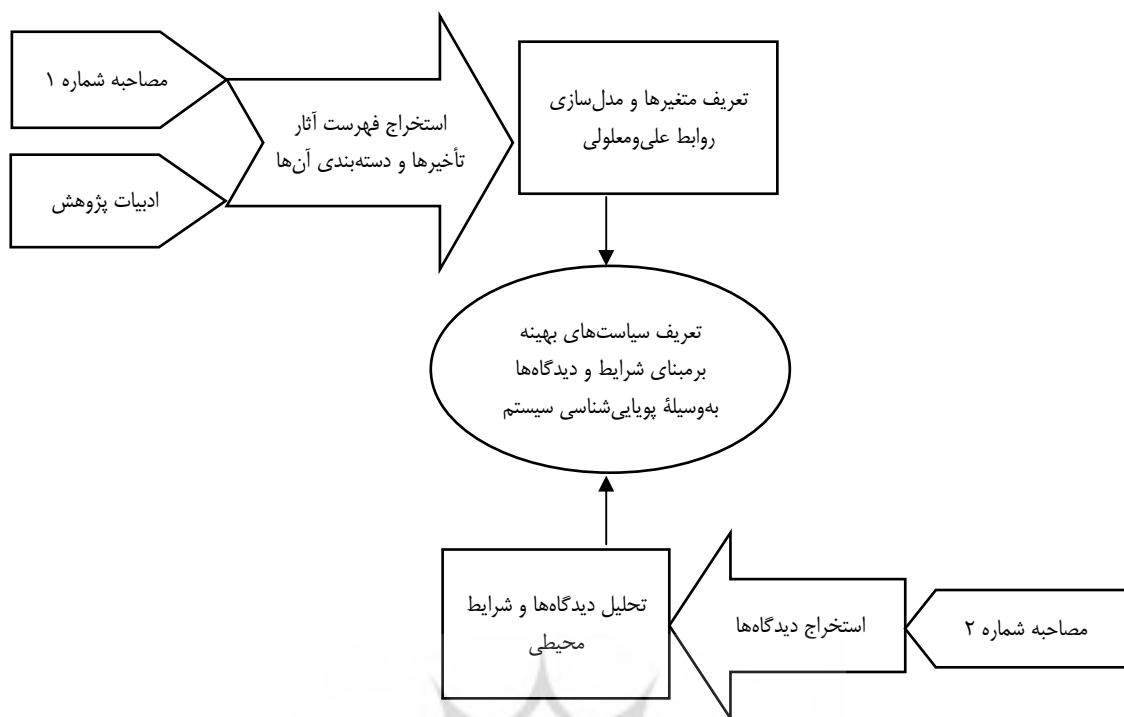 مصاحبه شماره ۱
ادبیات پژوهش
استخراج فهرست آثار
تأخیرها و دسته‌بندی آن‌ها
تعریف متغیرها و مدل‌سازی
روابط علی‌ومعلولی
تعریف سیاست‌های بهینه
برمبنای شرایط و دیدگاه‌ها
به‌وسیلۀ پویایی‌شناسی سیستم
تحلیل دیدگاه‌ها و شرایط
محیطی
استخراج دیدگاه‌ها
مصاحبه شماره ۲